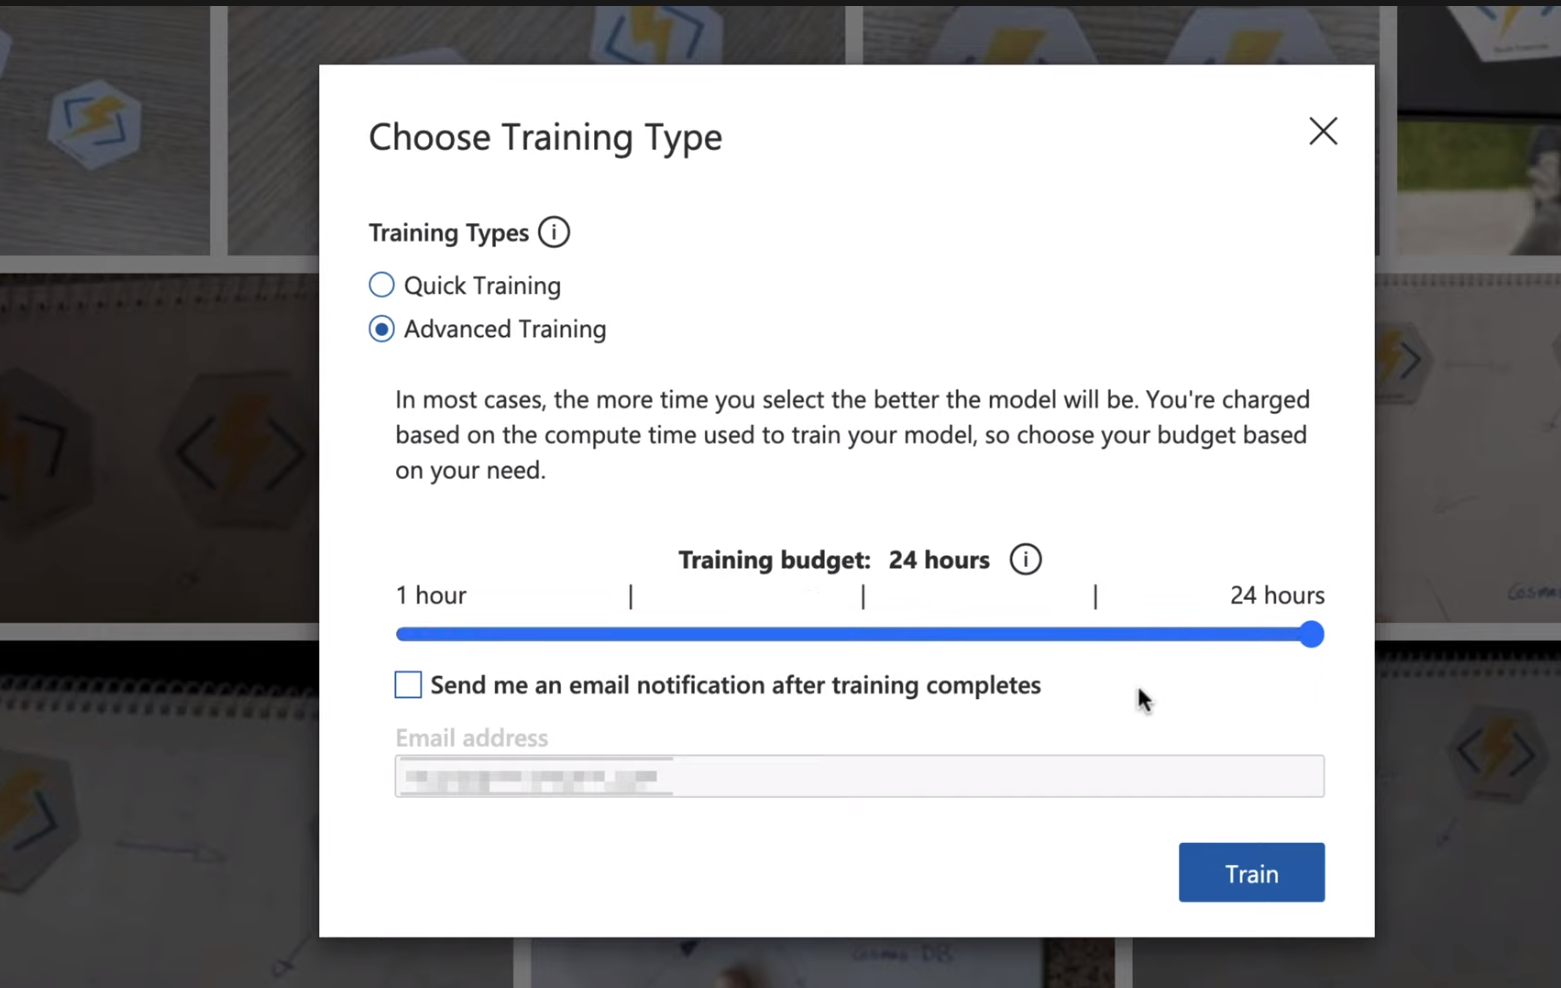 Choose Training Type
Training Types
Quick Training
Advanced Training
In most cases, the more time you select the better the model will be. You're charged
based on the compute time used to train your model, so choose your budget based
on your need.
Training budget: 24 hours
1 hour | | | 24 hours
Send me an email notification after training completes
Email address
Train